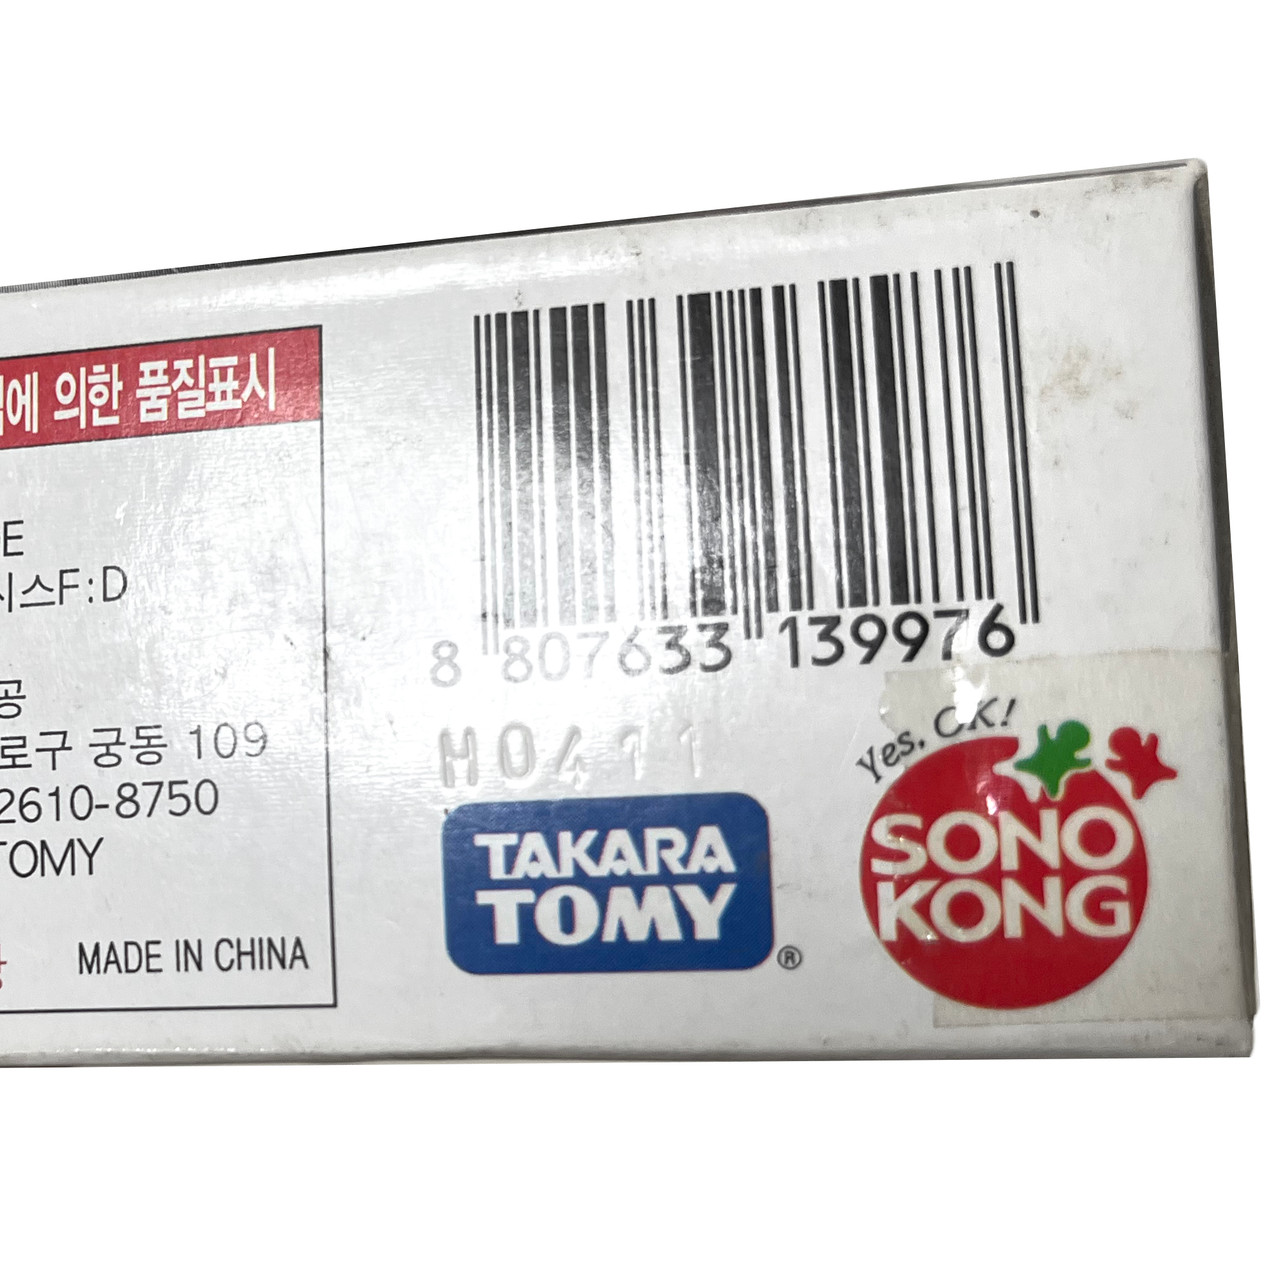 에 의한 품질표시
E
시스F:D
공
로구 궁동 109
2610-8750
TOMY
MADE IN CHINA
8 807633 139976
H0411
TAKARA
TOMY
®
Yes, OK!
SONO
KONG